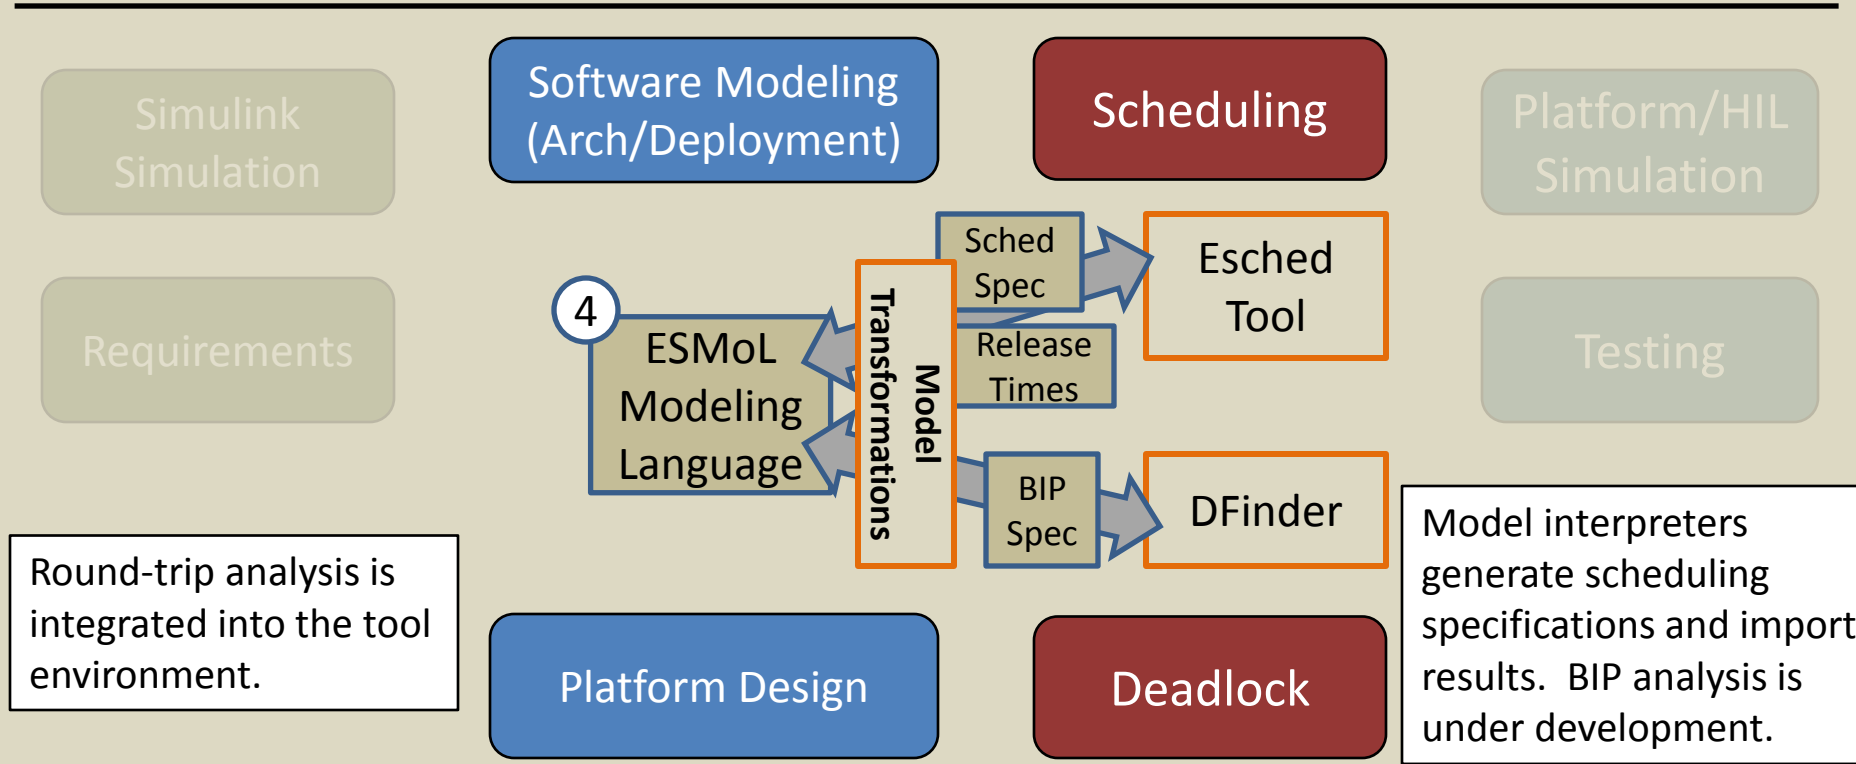 Simulink
Simulation
Software Modeling
(Arch/Deployment)
Scheduling
Platform/HIL
Simulation
Requirements
4
ESMoL
Modeling
Language
Model
Transformations
Sched
Spec
Release
Times
BIP
Spec
Esched
Tool
DFinder
Testing
Round-trip analysis is
integrated into the tool
environment.
Platform Design
Deadlock
Model interpreters
generate scheduling
specifications and import
results. BIP analysis is
under development.